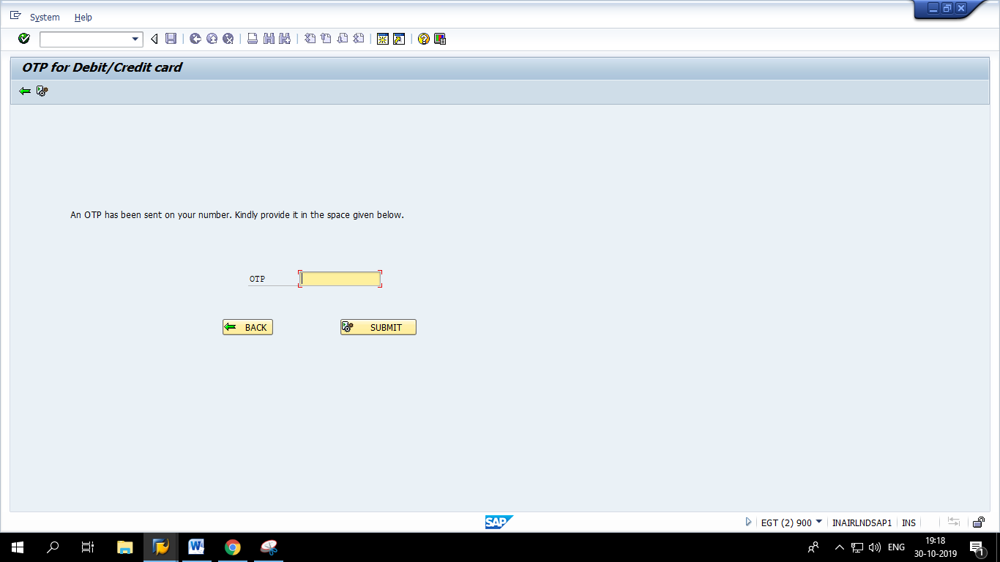 System Help
OTP for Debit/Credit card
An OTP has been sent on your number. Kindly provide it in the space given below.
OTP
BACK SUBMIT
SAP EGT (2) 900 INAIRLNDSAP1 INS
W ENG 19:18
30-10-2019 1